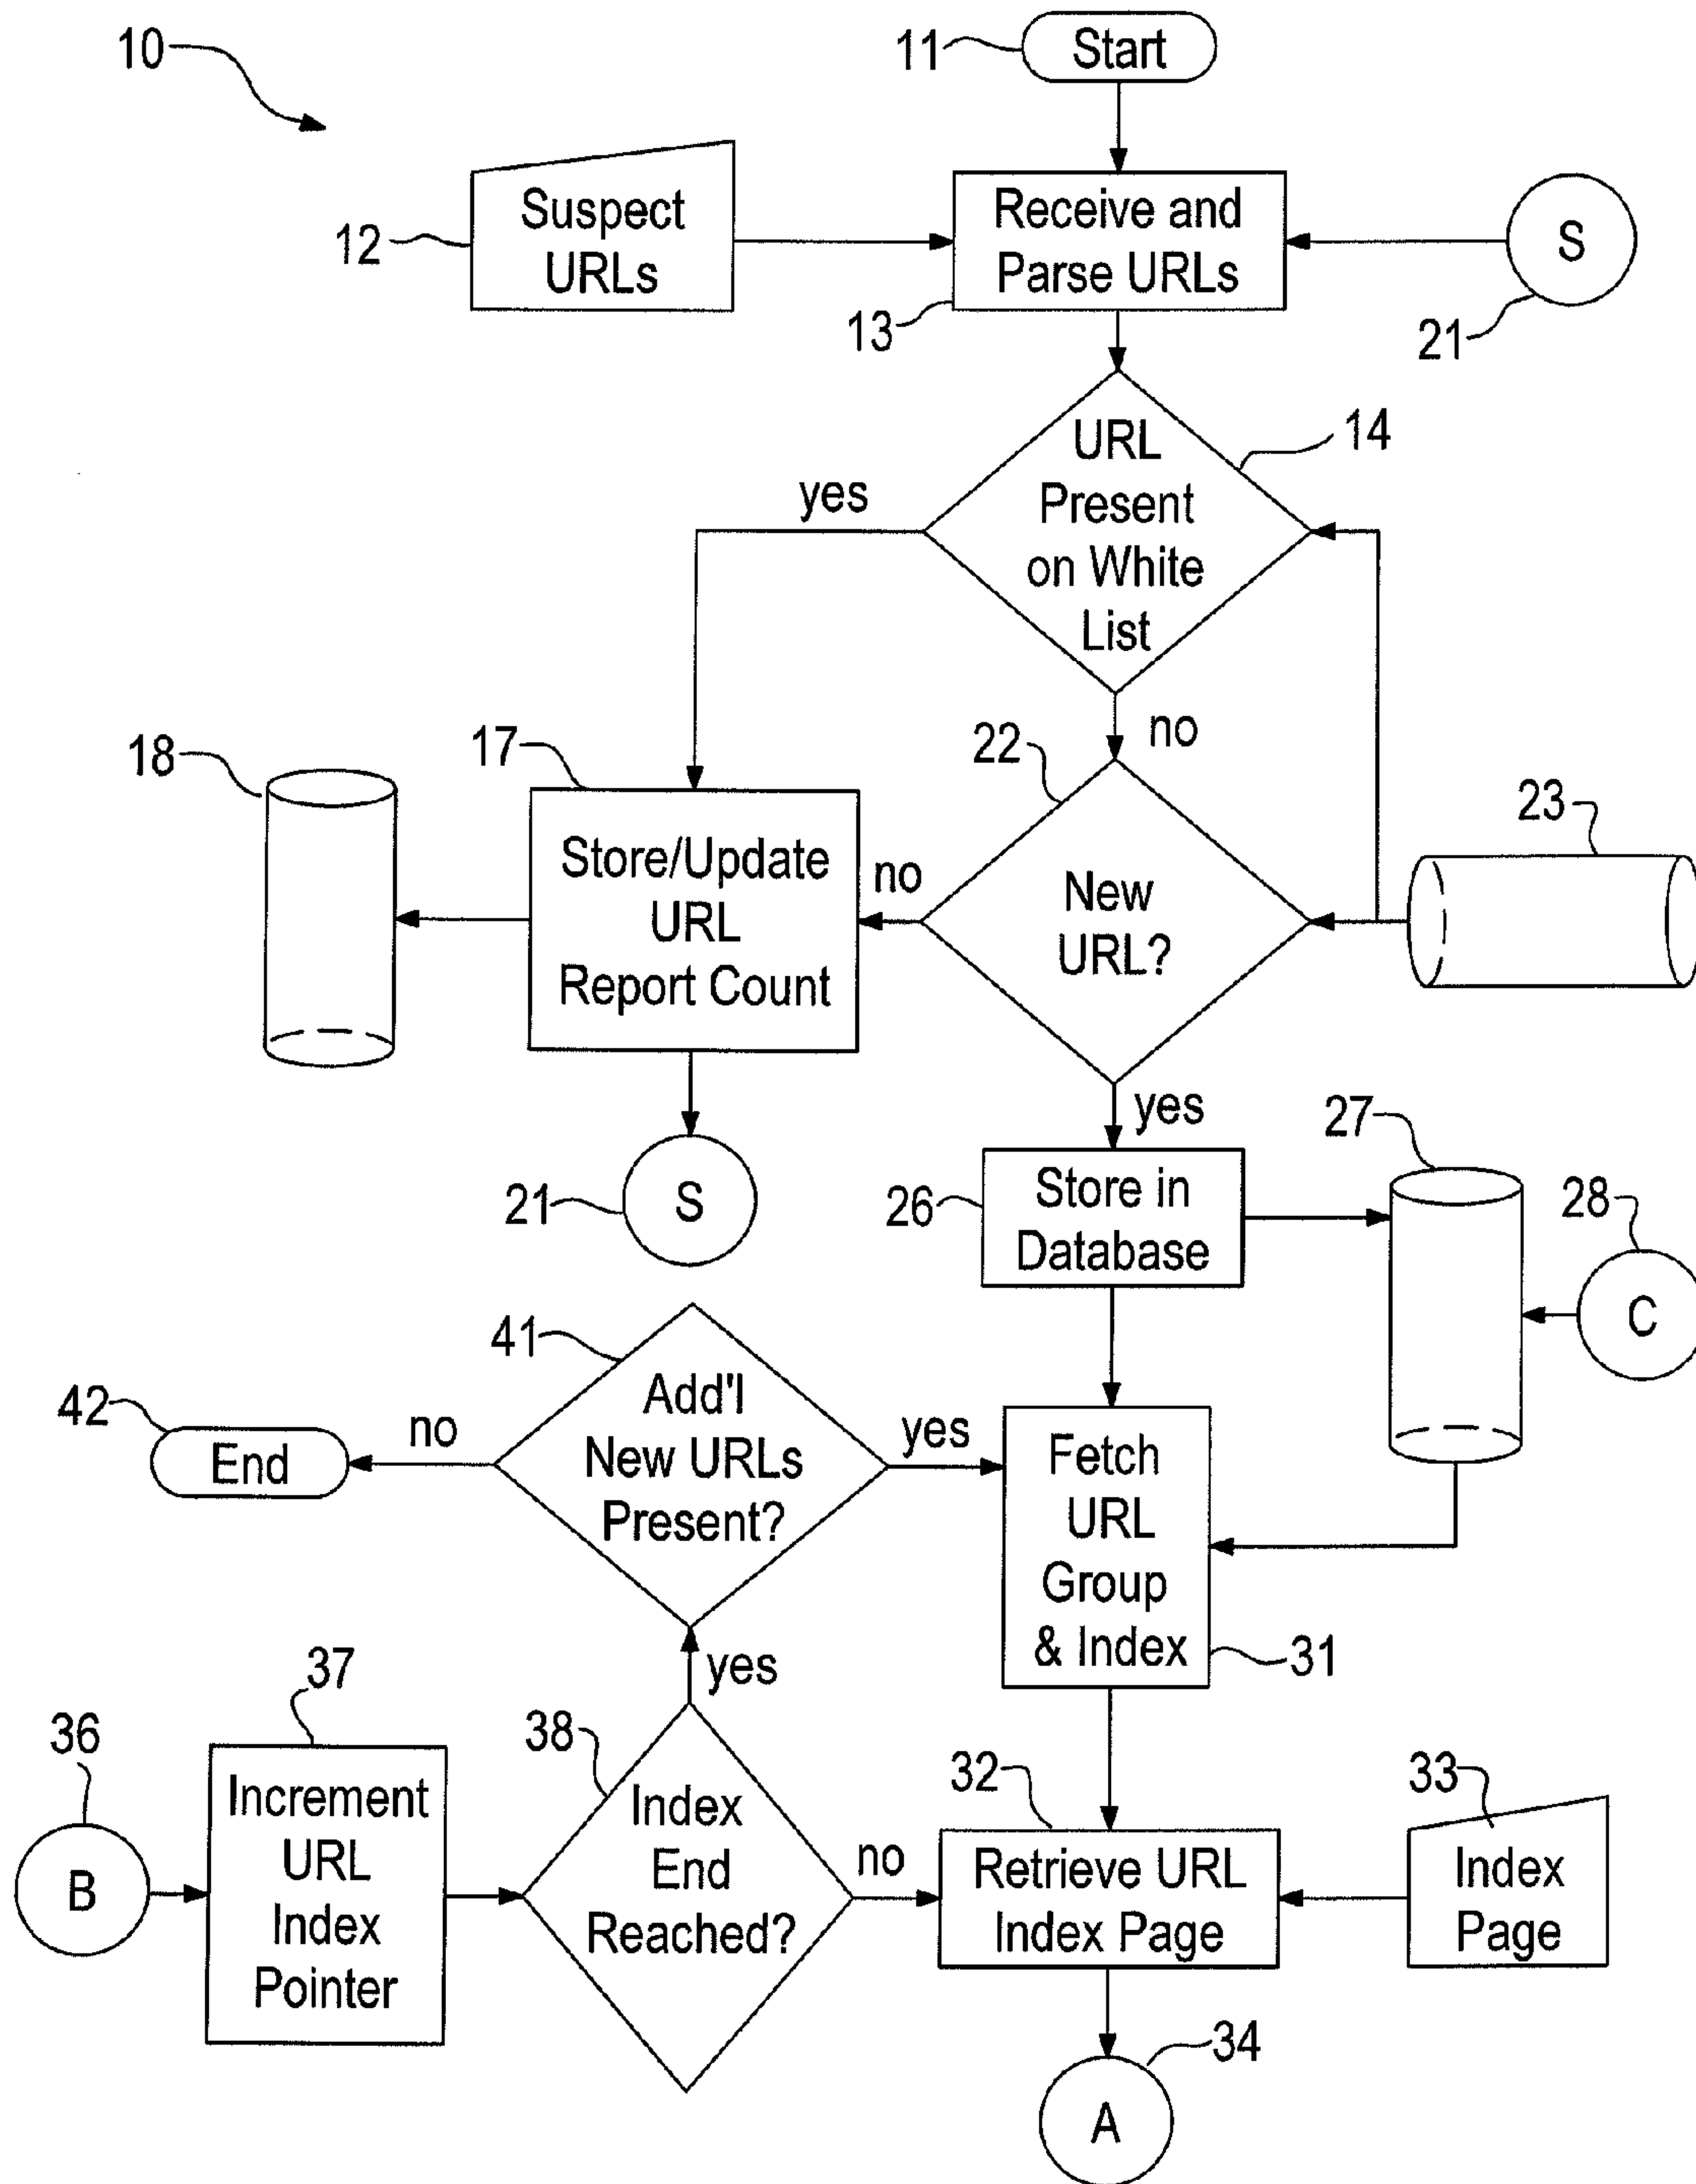 10
11
Start
12
Suspect
URLs
Receive and
Parse URLs
13
S
21
URL
Present
on White
List
14
yes
no
18
17
Store/Update
URL
Report Count
no
22
New
URL?
23
yes
21
S
26
Store in
Database
27
28
C
41
Add'l
New URLs
Present?
42
End
no
yes
Fetch
URL
Group
& Index
31
36
B
37
Increment
URL
Index
Pointer
yes
38
Index
End
Reached?
no
32
Retrieve URL
Index Page
33
Index
Page
34
A